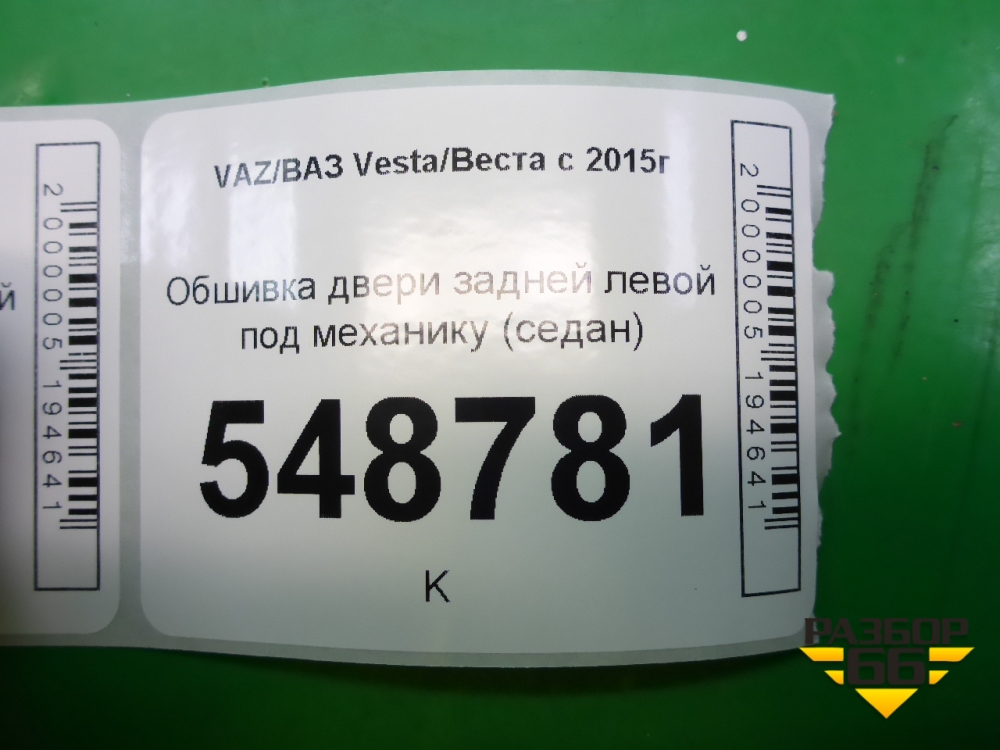 й
2000005194641
VAZ/ВАЗ Vesta/Веста с 2015г
Обшивка двери задней левой
под механику (седан)
548781
К
2000005194641
РАЗБОР
66